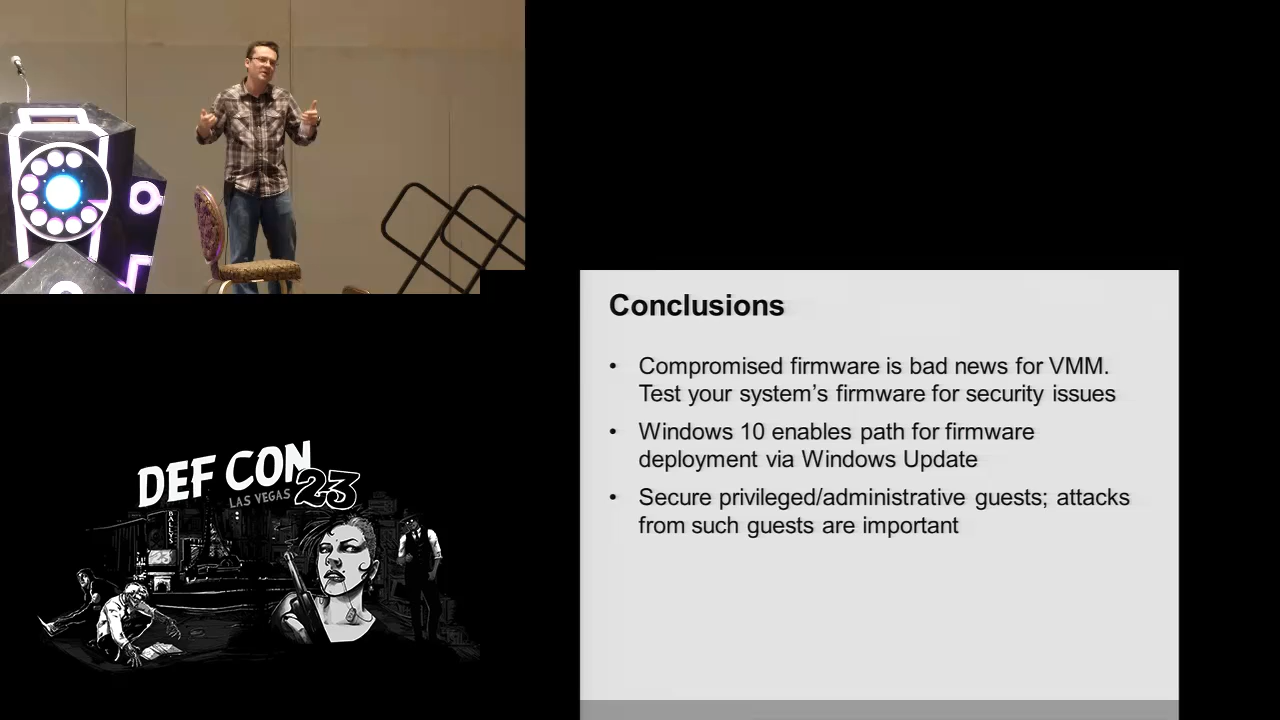 Conclusions
• Compromised firmware is bad news for VMM.
Test your system's firmware for security issues
• Windows 10 enables path for firmware
deployment via Windows Update
• Secure privileged/administrative guests; attacks
from such guests are important
DEF CON
LAS VEGAS 23
BALLYS
23